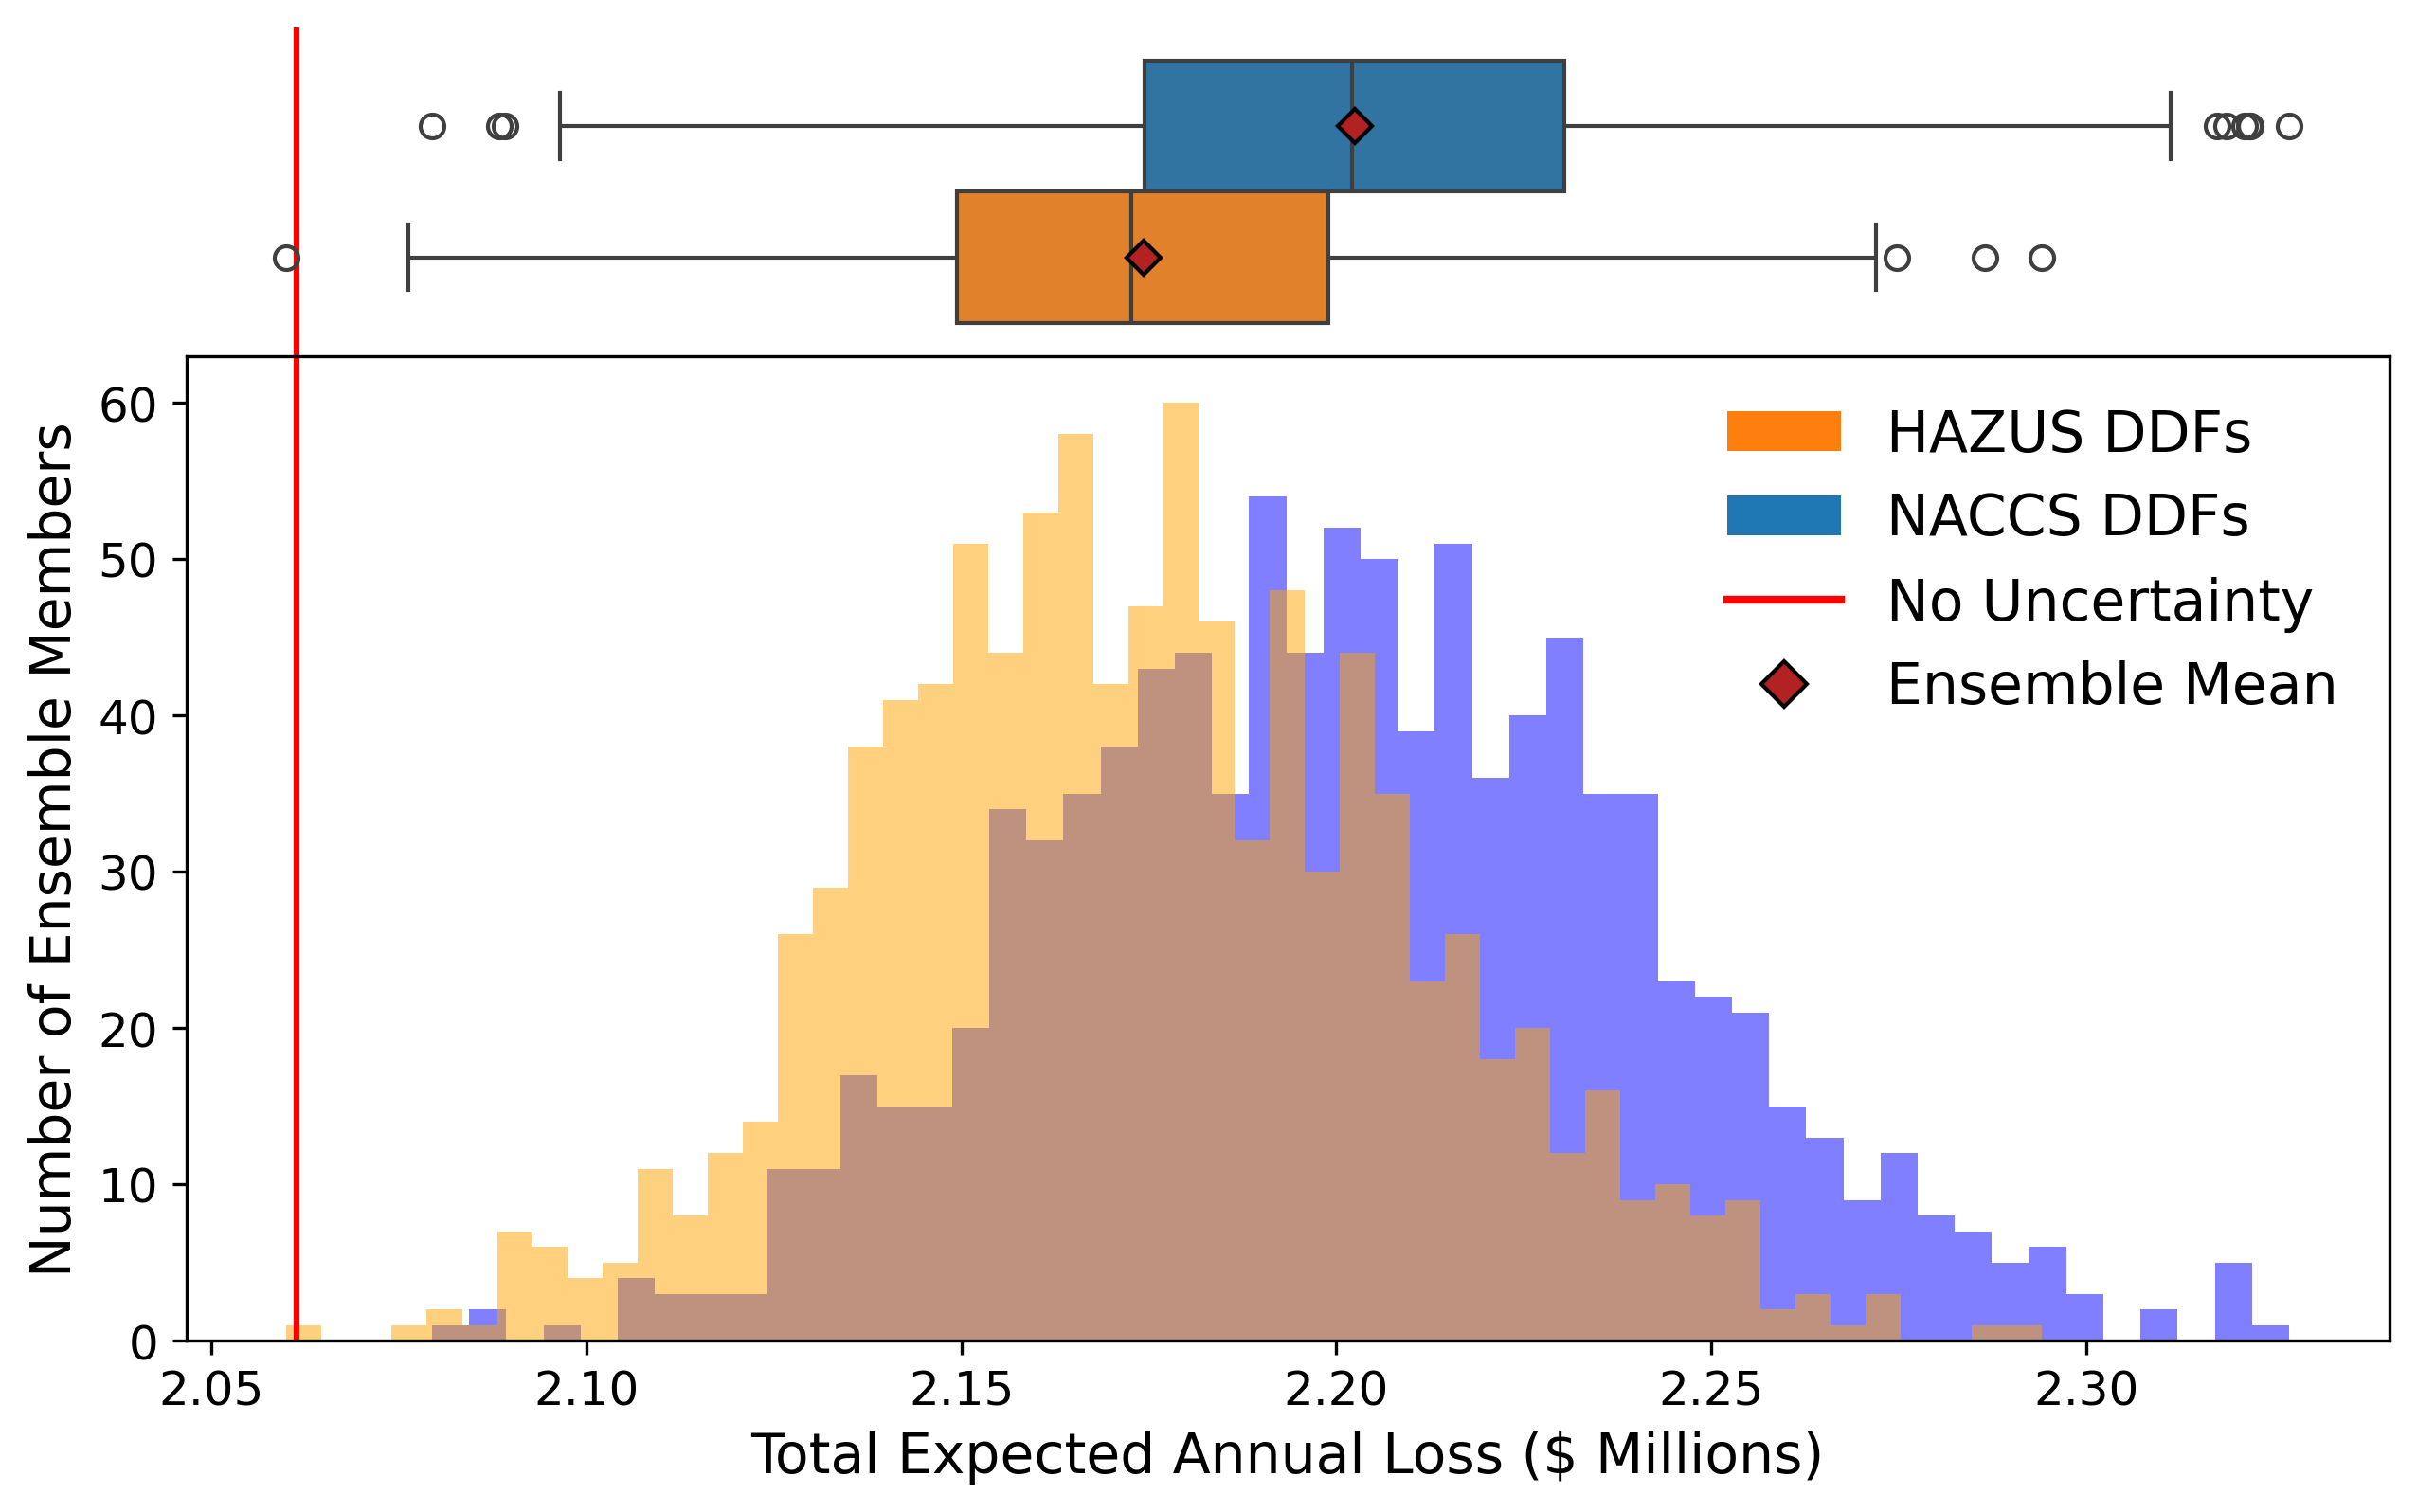 HAZUS DDFs
NACCS DDFs
No Uncertainty
Ensemble Mean
Number of Ensemble Members
60
50
40
30
20
10
0
2.05 2.10 2.15 2.20 2.25 2.30
Total Expected Annual Loss ($ Millions)